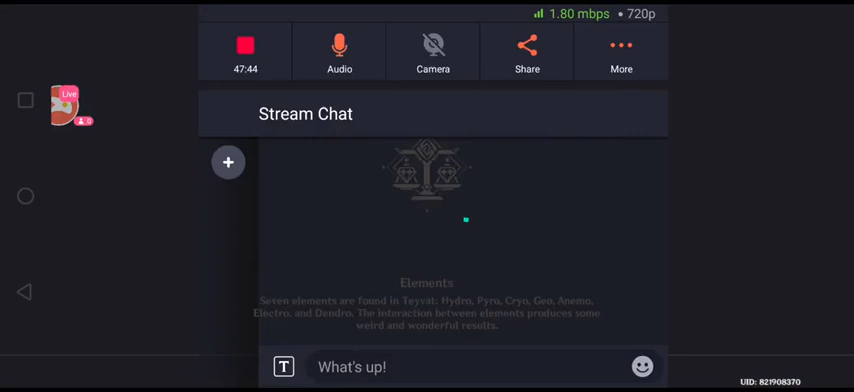 1.80 mbps • 720p
47:44
Audio
Camera
Share
More
Live
0
Stream Chat
Elements
Seven elements are found in Teyvat: Hydro, Pyro, Cryo, Geo, Anemo,
Electro, and Dendro. The interaction between elements produces some
weird and wonderful results.
T What's up!
UID: 821908370